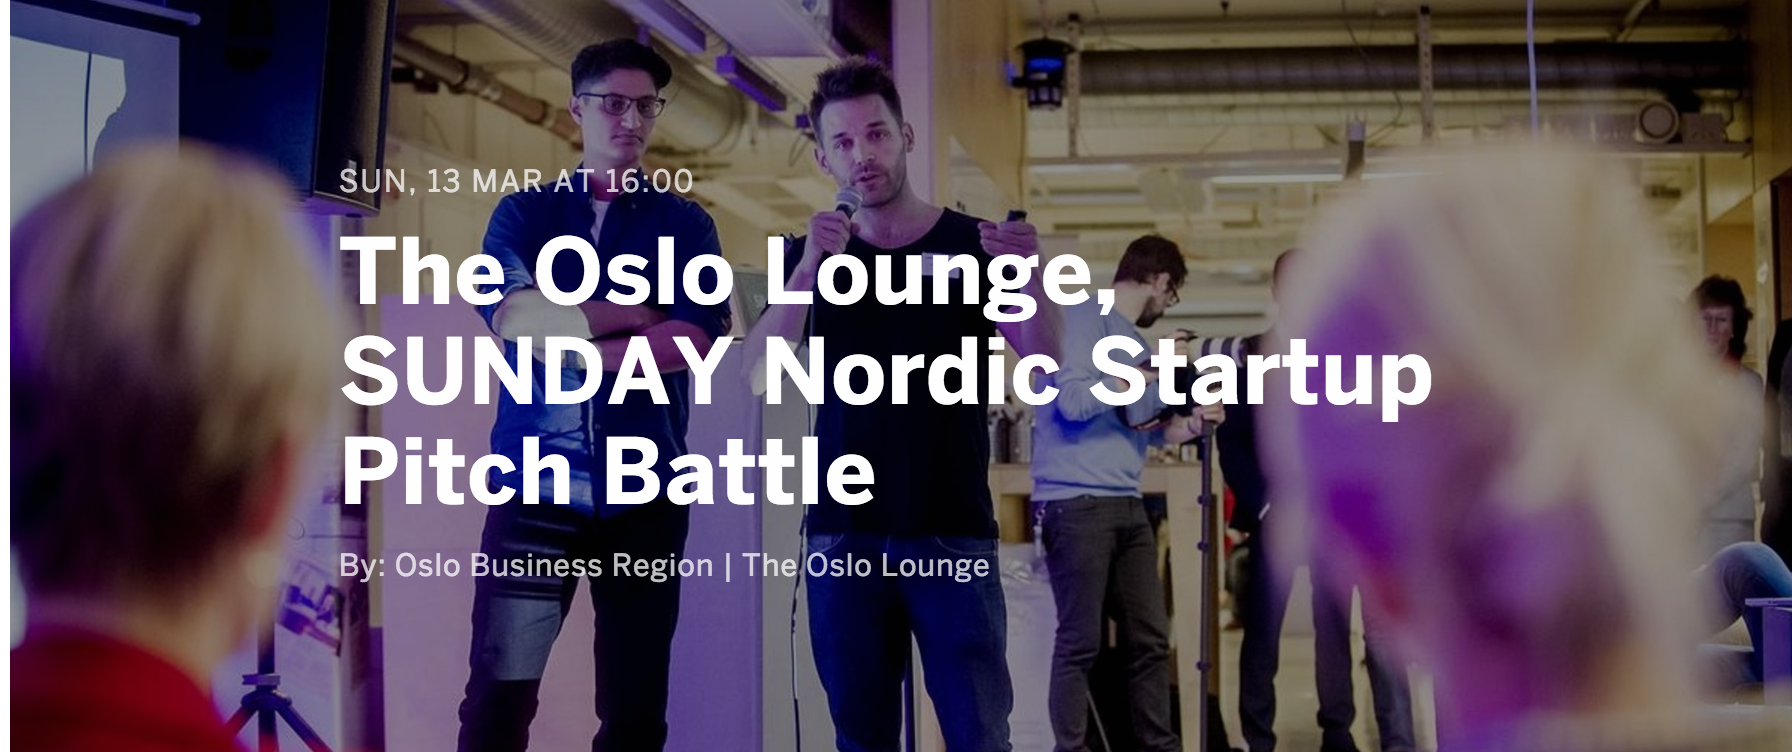 SUN, 13 MAR AT 16:00
The Oslo Lounge,
SUNDAY Nordic Startup
Pitch Battle
By: Oslo Business Region | The Oslo Lounge